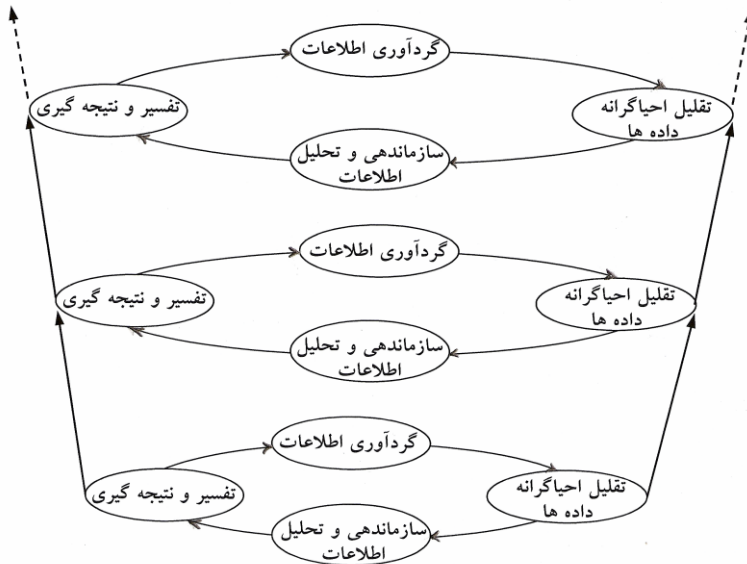 گردآوری اطلاعات
تقلیل احیاگرانه
داده ها
تفسیر و نتیجه گیری
سازماندهی و تحلیل
اطلاعات
گردآوری اطلاعات
تقلیل احیاگرانه
داده ها
تفسیر و نتیجه گیری
سازماندهی و تحلیل
اطلاعات
گردآوری اطلاعات
تقلیل احیاگرانه
داده ها
تفسیر و نتیجه گیری
سازماندهی و تحلیل
اطلاعات